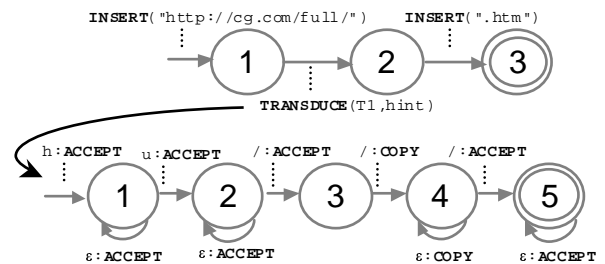 INSERT("http://cg.com/full/") INSERT(".htm")
1 2 3
TRANSDUCE(T1,hint)
h:ACCEPT u:ACCEPT /:ACCEPT /:COPY /:ACCEPT
1 2 3 4 5
ε:ACCEPT ε:ACCEPT ε:COPY ε:ACCEPT